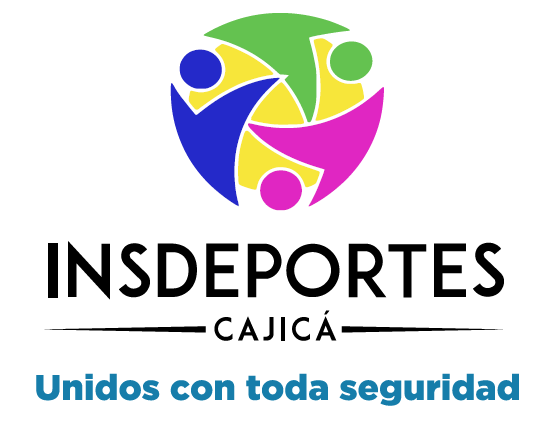 INSDEPORTES
CAJICÁ
Unidos con toda seguridad